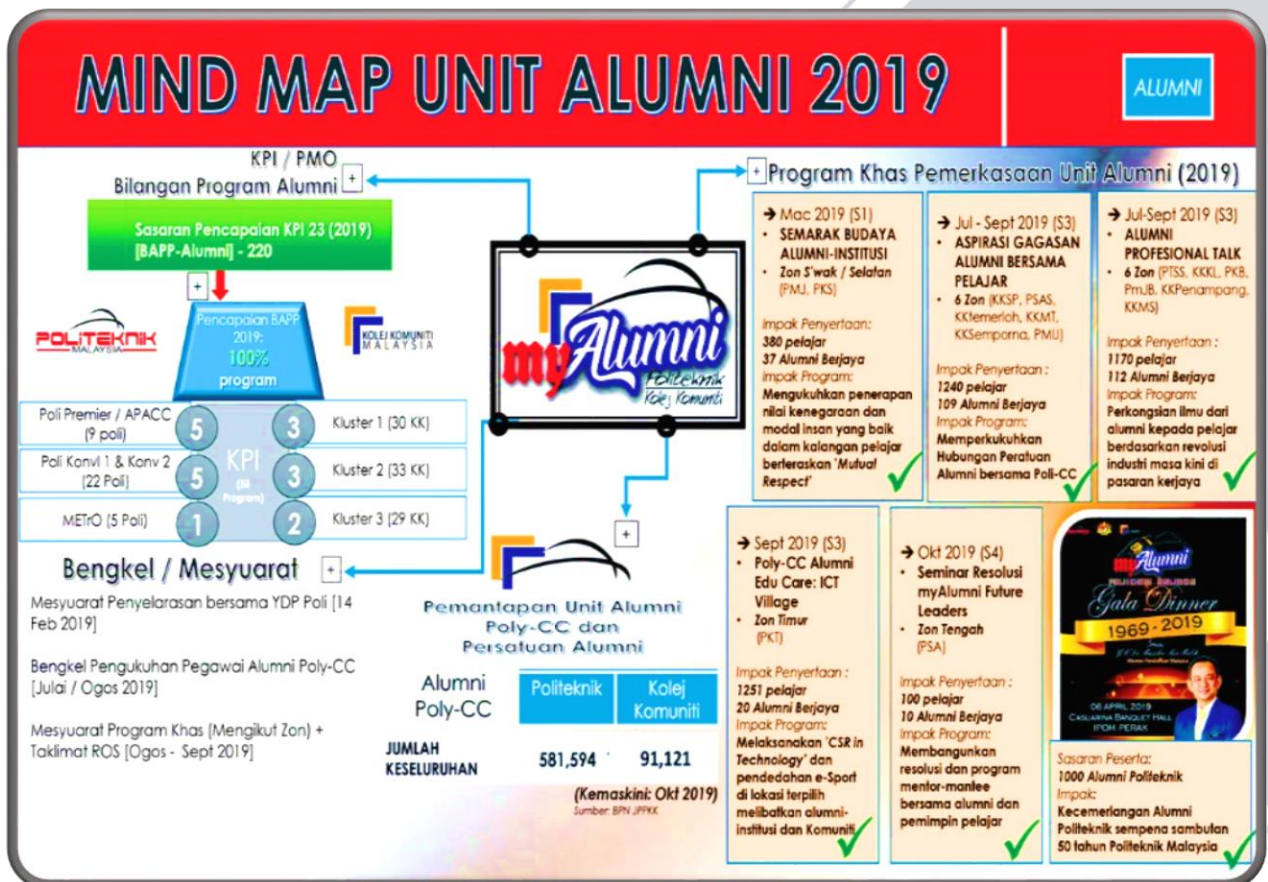 MIND MAP UNIT ALUMNI 2019
ALUMNI
KPI / PMO
Bilangan Program Alumni +
Sasaran Pencapaian KPI 23 (2019)
[BAPP-Alumni] - 220
+
POLITEKNIK
MALAYSIA
Pencapaian BAPP
2019:
100%
program
KOLEJ KOMUNITI
MALAYSIA
Poli Premier / APACC
(9 poli)
5
3
Kluster 1 (30 KK)
KPI
(Bil
Program)
Poli Konvl 1 & Konv 2
(22 Poli)
5
3
Kluster 2 (33 KK)
METrO (5 Poli)
1
2
Kluster 3 (29 KK)
Bengkel / Mesyuarat +
Mesyuarat Penyelarasan bersama YDP Poli [14
Feb 2019]
Bengkel Pengukuhan Pegawai Alumni Poly-CC
[Julai / Ogos 2019]
Mesyuarat Program Khas (Mengikut Zon) +
Taklimat ROS [Ogos - Sept 2019]
myAlumni
Politeknik
Kolej Komuniti
+
Pemantapan Unit Alumni
Poly-CC dan
Persatuan Alumni
Alumni
Poly-CC
Politeknik
Kolej
Komuniti
JUMLAH
KESELURUHAN
581,594
91,121
(Kemaskini: Okt 2019)
Sumber: BPN JPPKK
+ Program Khas Pemerkasaan Unit Alumni (2019)
→ Mac 2019 (S1)
• SEMARAK BUDAYA
ALUMNI-INSTITUSI
• Zon S'wak / Selatan
(PMJ, PKS)
Impak Penyertaan:
380 pelajar
37 Alumni Berjaya
Impak Program:
Mengukuhkan penerapan
nilai kenegaraan dan
modal insan yang baik
dalam kalangan pelajar
berteraskan 'Mutual
Respect'
→ Jul - Sept 2019 (S3)
• ASPIRASI GAGASAN
ALUMNI BERSAMA
PELAJAR
• 6 Zon (KKSP, PSAS,
KKTemerloh, KKMT,
KKSemporna, PMU)
Impak Penyertaan :
1240 pelajar
109 Alumni Berjaya
Impak Program:
Memperkukuhkan
Hubungan Peratuan
Alumni bersama Poli-CC
→ Jul-Sept 2019 (S3)
• ALUMNI
PROFESIONAL TALK
• 6 Zon (PTSS, KKKL, PKB,
PmJB, KKPenampang,
KKMS)
Impak Penyertaan :
1170 pelajar
112 Alumni Berjaya
Impak Program:
Perkongsian ilmu dari
alumni kepada pelajar
berdasarkan revolusi
industri masa kini di
pasaran kerjaya
→ Sept 2019 (S3)
• Poly-CC Alumni
Edu Care: ICT
Village
• Zon Timur
(PKT)
Impak Penyertaan :
1251 pelajar
20 Alumni Berjaya
Impak Program:
Melaksanakan 'CSR in
Technology' dan
pendedahan e-Sport
di lokasi terpilih
melibatkan alumni-
institusi dan Komuniti
→ Okt 2019 (S4)
• Seminar Resolusi
myAlumni Future
Leaders
• Zon Tengah
(PSA)
Impak Penyertaan :
100 pelajar
10 Alumni Berjaya
Impak Program:
Membangunkan
resolusi dan program
mentor-mantee
bersama alumni dan
pemimpin pelajar
myAlumni
Gala Dinner
1969 - 2019
06 APRIL 2019
CASUARINA BANQUET HALL
IPOH, PERAK
Sasaran Peserta:
1000 Alumni Politeknik
Impak:
Kecemerlangan Alumni
Politeknik sempena sambutan
50 tahun Politeknik Malaysia